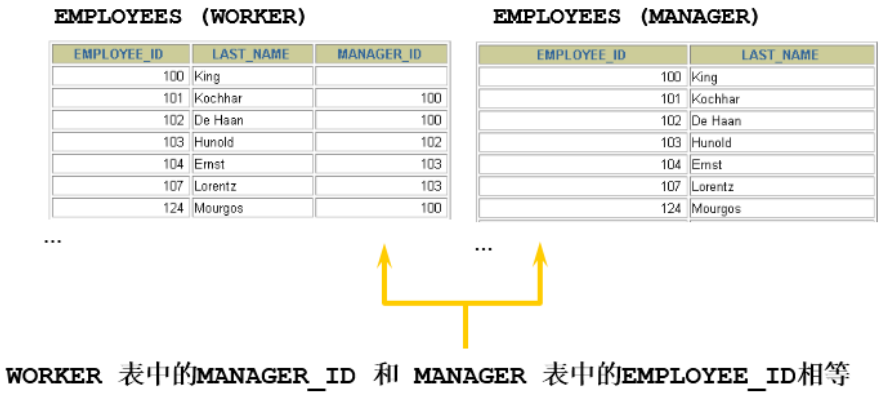 EMPLOYEES (WORKER)
EMPLOYEES (MANAGER)
EMPLOYEE_ID LAST_NAME MANAGER_ID
100 King
101 Kochhar 100
102 De Haan 100
103 Hunold 102
104 Ernst 103
107 Lorentz 103
124 Mourgos 100
...
EMPLOYEE_ID LAST_NAME
100 King
101 Kochhar
102 De Haan
103 Hunold
104 Ernst
107 Lorentz
124 Mourgos
...
WORKER 表中的MANAGER_ID 和 MANAGER 表中的EMPLOYEE_ID相等